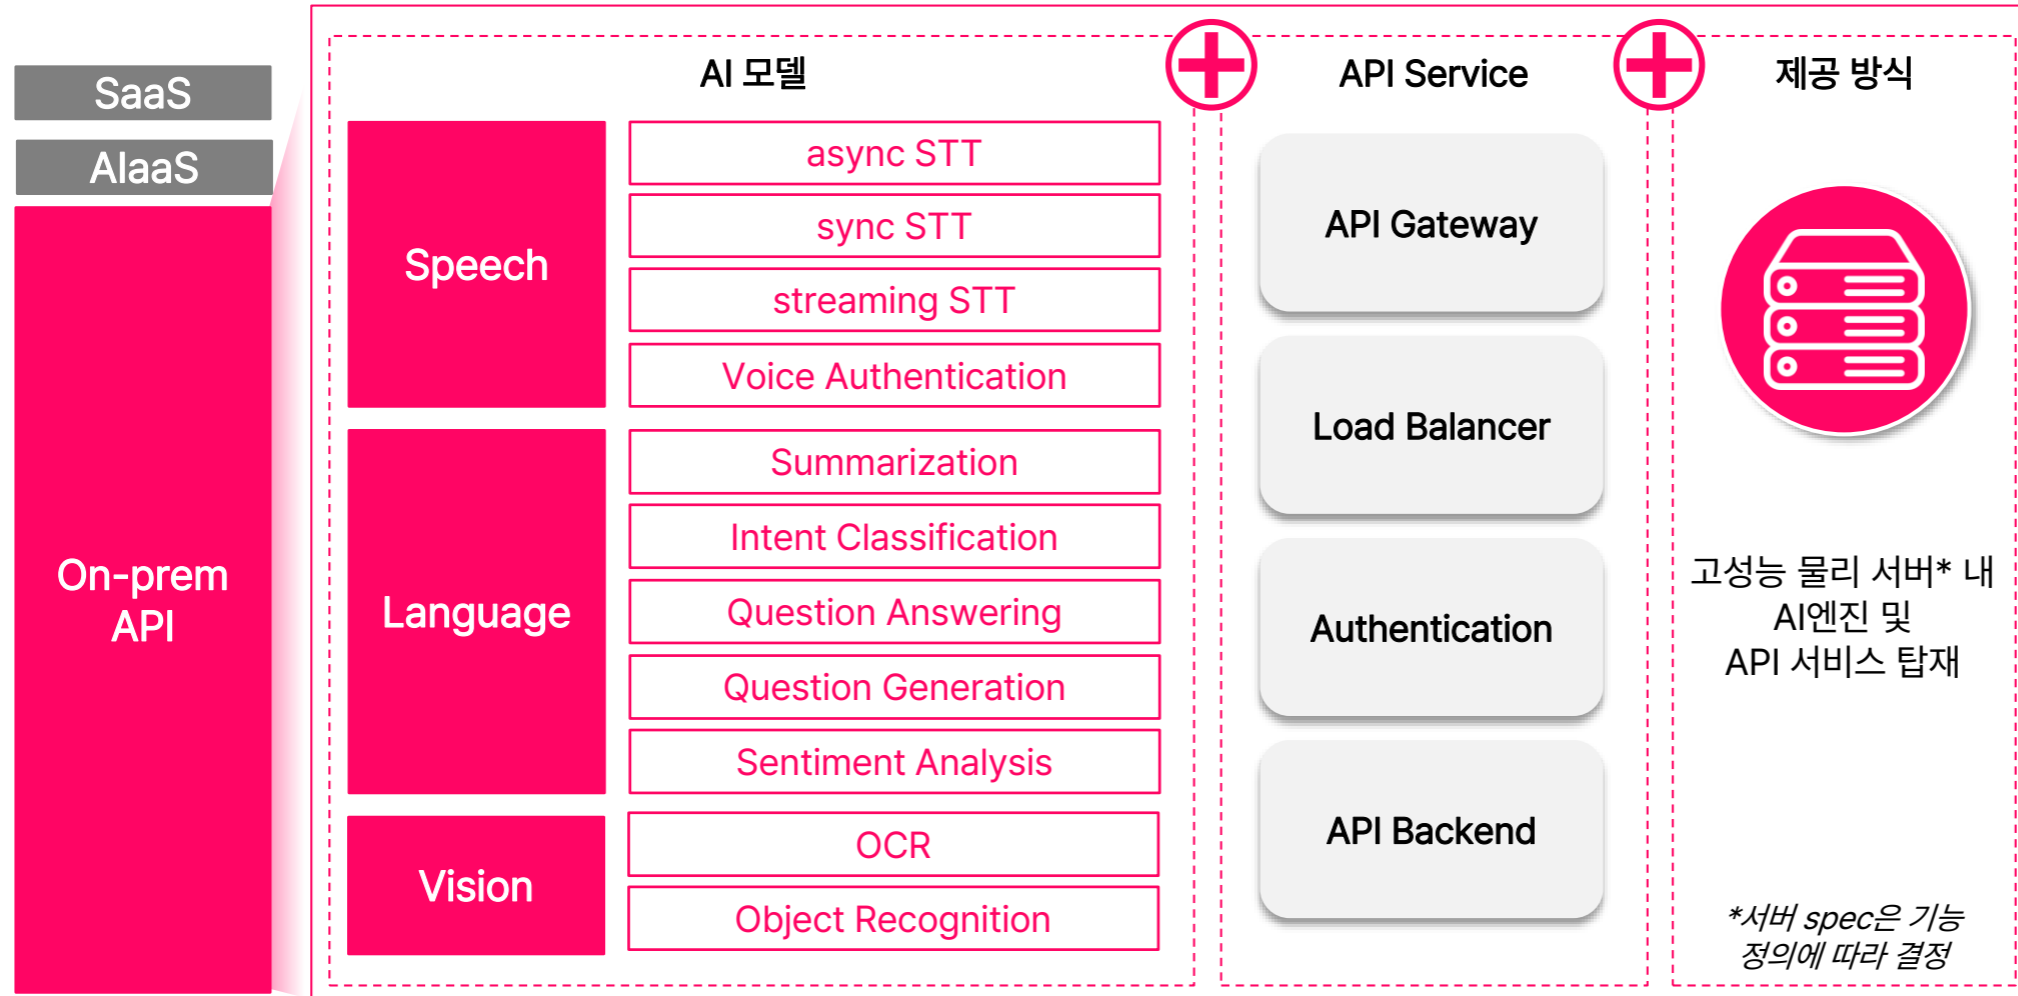 SaaS
AIaaS
On-prem
API
AI 모델
Speech
async STT
sync STT
streaming STT
Voice Authentication
Language
Summarization
Intent Classification
Question Answering
Question Generation
Sentiment Analysis
Vision
OCR
Object Recognition
API Service
API Gateway
Load Balancer
Authentication
API Backend
제공 방식
고성능 물리 서버* 내
AI엔진 및
API 서비스 탑재
*서버 spec은 기능
정의에 따라 결정